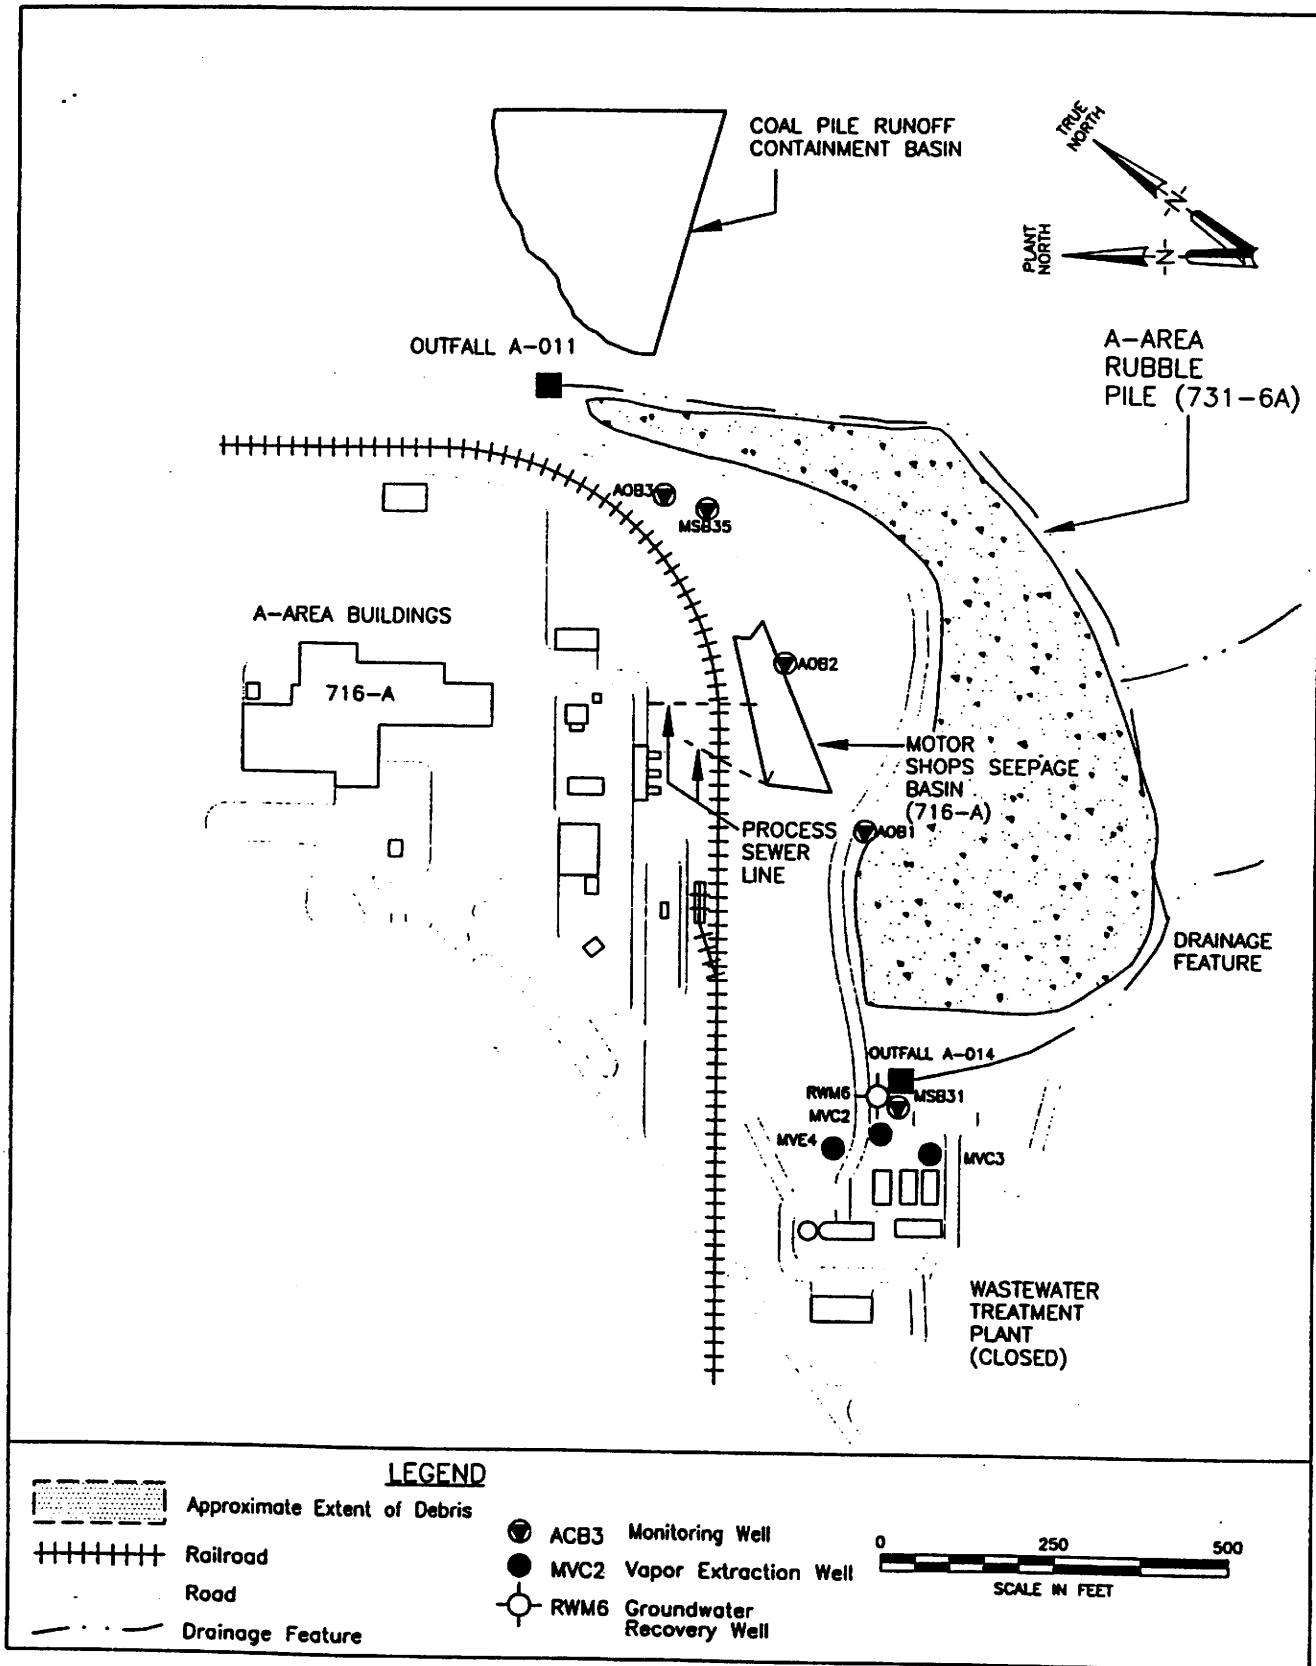 COAL PILE RUNOFF
CONTAINMENT BASIN
TRUE
NORTH
-N-
PLANT
NORTH
-N-
OUTFALL A-011
A-AREA
RUBBLE
PILE (731-6A)
AOB3
MSB35
A-AREA BUILDINGS
716-A
AOB2
MOTOR
SHOPS SEEPAGE
BASIN
(716-A)
AOB1
PROCESS
SEWER
LINE
DRAINAGE
FEATURE
OUTFALL A-014
RWM6
MSB31
MVC2
MVE4
MVC3
WASTEWATER
TREATMENT
PLANT
(CLOSED)
LEGEND
Approximate Extent of Debris
Railroad
Road
Drainage Feature
ACB3 Monitoring Well
MVC2 Vapor Extraction Well
RWM6 Groundwater
Recovery Well
0 250 500
SCALE IN FEET